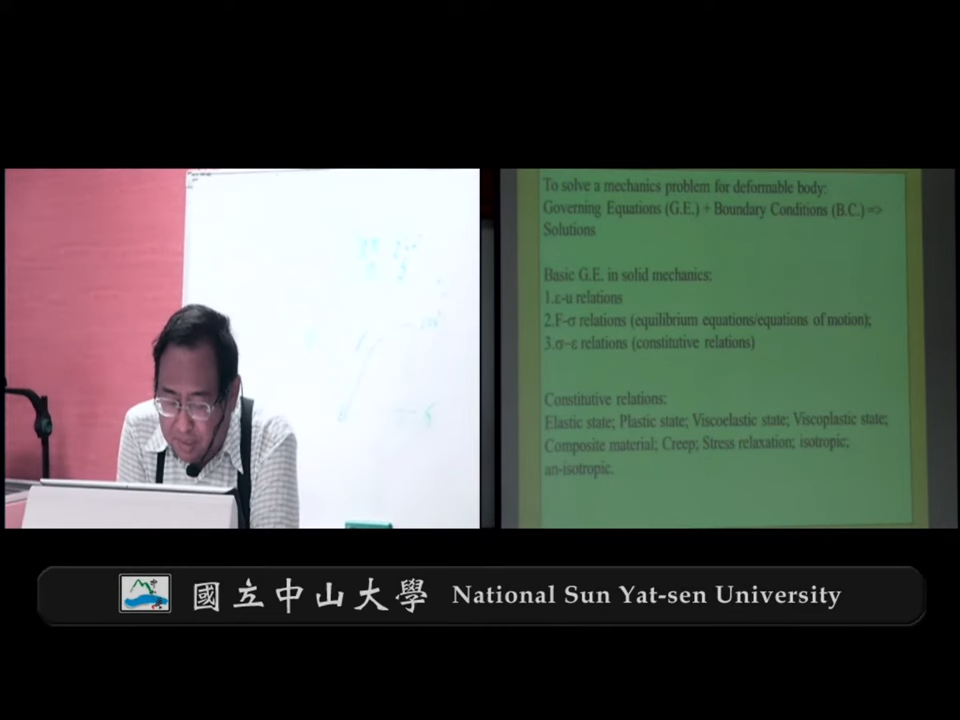 To solve a mechanics problem for deformable body:
Governing Equations (G.E.) + Boundary Conditions (B.C.) =>
Solutions
Basic G.E. in solid mechanics:
1.ε-u relations
2.F-σ relations (equilibrium equations/equations of motion);
3.σ-ε relations (constitutive relations)
Constitutive relations:
Elastic state; Plastic state; Viscoelastic state; Viscoplastic state;
Composite material; Creep; Stress relaxation; isotropic;
an-isotropic.
國立中山大學 National Sun Yat-sen University